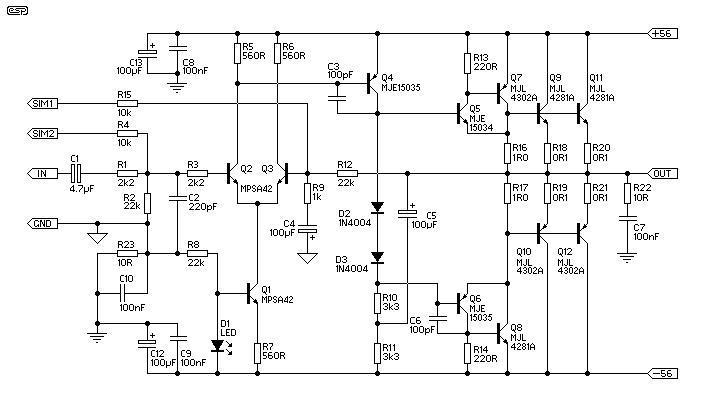 esp
+56
C13
100µF
+
C8
100nF
R5
560R
R6
560R
C3
100pF
Q4
MJE15035
R13
220R
Q7
MJL
4302A
Q9
MJL
4281A
Q11
MJL
4281A
SIM1
R15
10k
Q5
MJE
15034
SIM2
R4
10k
R16
1R0
R18
0R1
R20
0R1
IN
C1
4.7µF
R1
2k2
R3
2k2
Q2
Q3
MPSA42
R12
22k
OUT
R2
22k
C2
220pF
R9
1k
R17
1R0
R19
0R1
R21
0R1
R22
10R
GND
C4
100µF
+
D2
1N4004
+
C5
100µF
C7
100nF
R23
10R
R8
22k
D3
1N4004
Q10
MJL
4302A
Q12
MJL
4302A
C10
100nF
Q1
MPSA42
R10
3k3
C6
100pF
Q6
MJE
15035
D1
LED
Q8
MJL
4281A
+
C12
100µF
C9
100nF
R7
560R
R11
3k3
R14
220R
-56